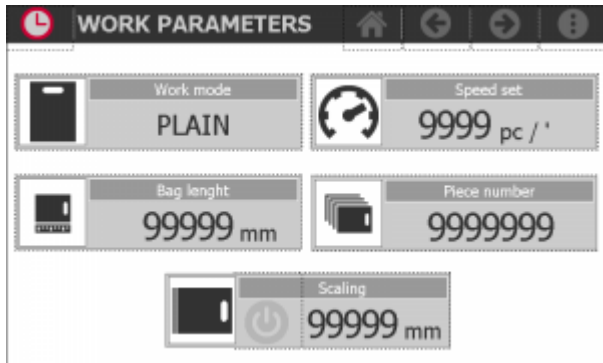 WORK PARAMETERS
Work mode
PLAIN
Speed set
9999 pc / '
Bag lenght
99999 mm
Piece number
9999999
Scaling
99999 mm